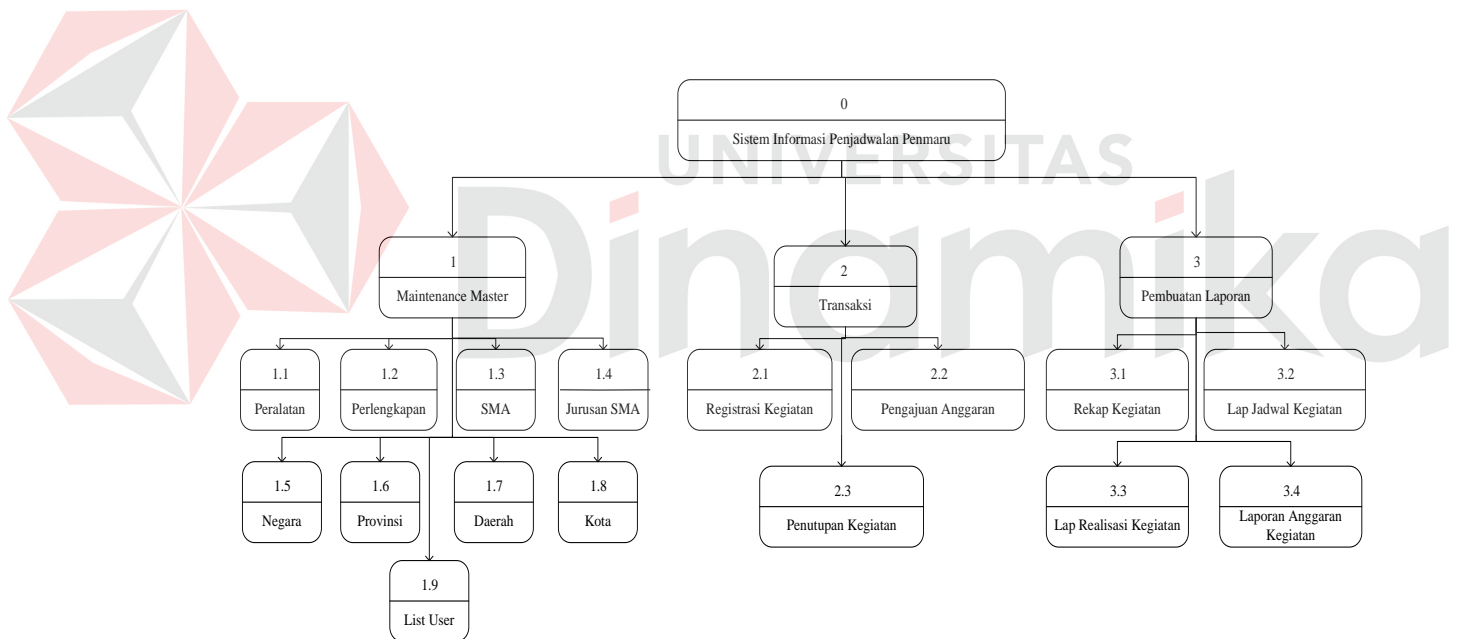 0
Sistem Informasi Penjadwalan Penmaru
UNIVERSITAS
Dinamika
1
Maintenance Master
2
Transaksi
3
Pembuatan Laporan
1.1
Peralatan
1.2
Perlengkapan
1.3
SMA
1.4
Jurusan SMA
2.1
Registrasi Kegiatan
2.2
Pengajuan Anggaran
3.1
Rekap Kegiatan
3.2
Lap Jadwal Kegiatan
1.5
Negara
1.6
Provinsi
1.7
Daerah
1.8
Kota
2.3
Penutupan Kegiatan
3.3
Lap Realisasi Kegiatan
3.4
Laporan Anggaran
Kegiatan
1.9
List User